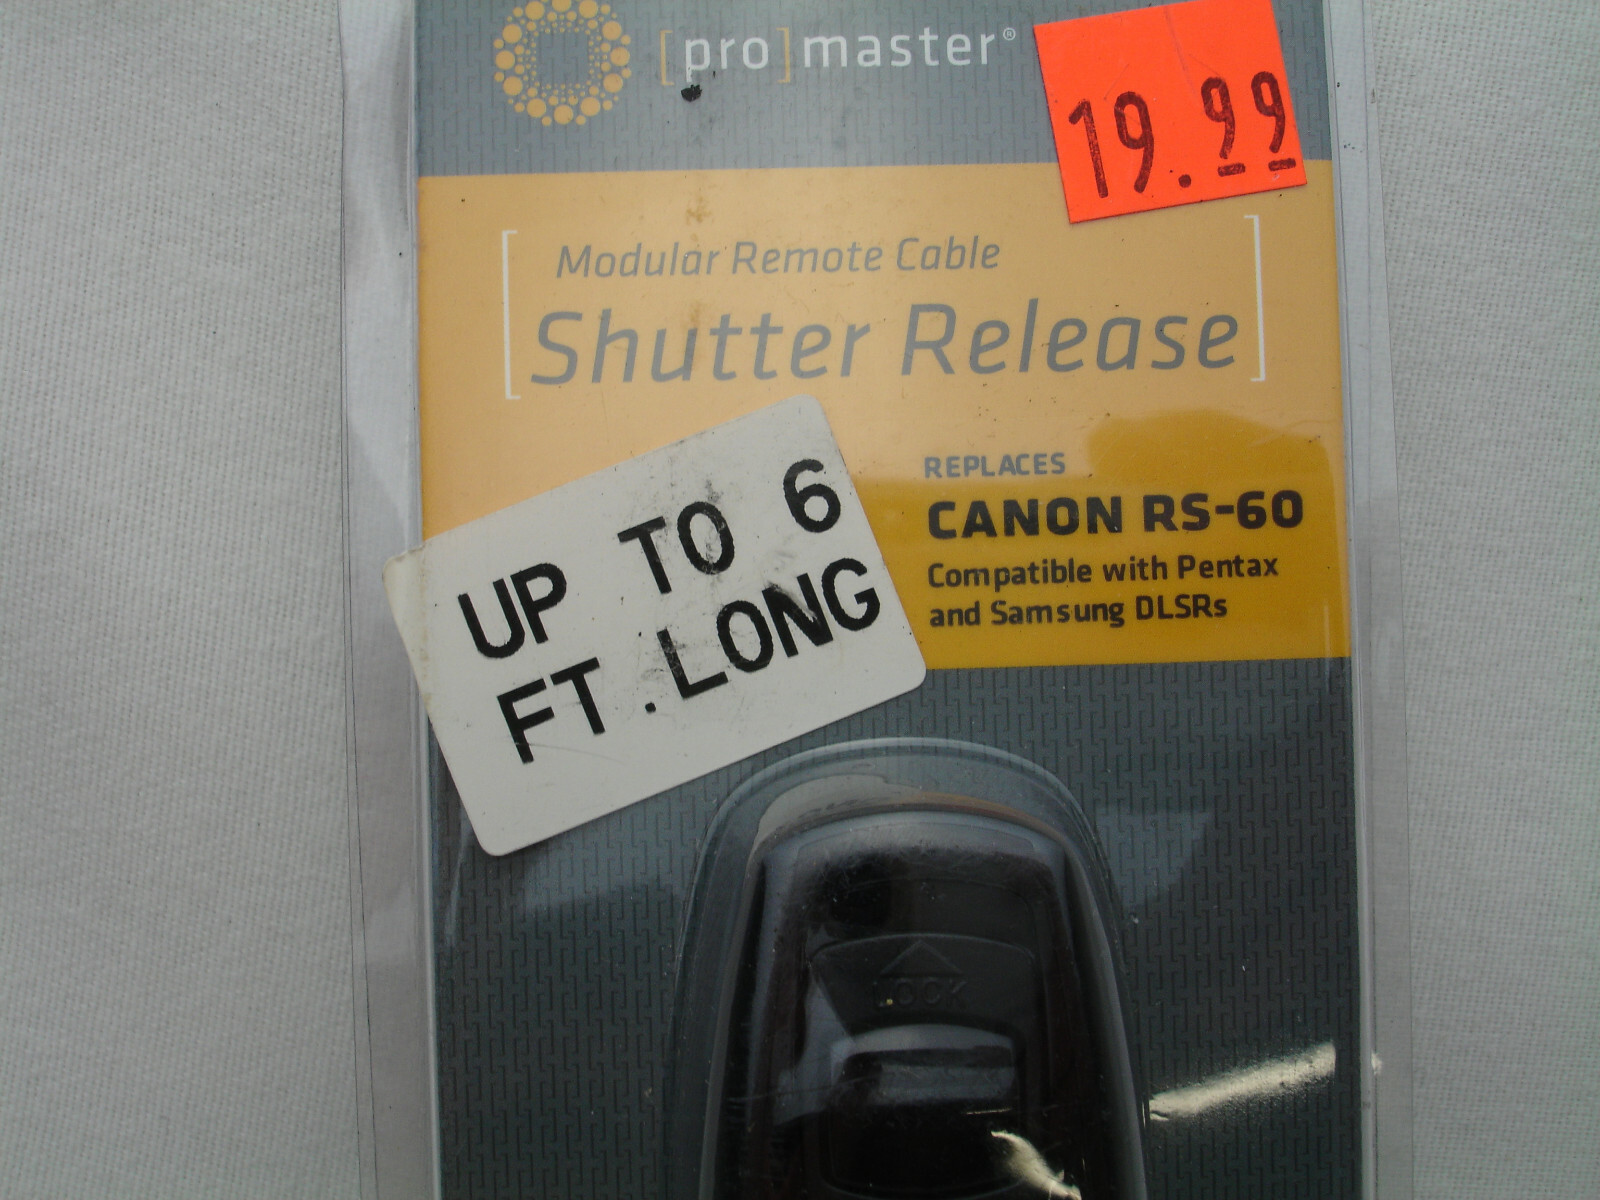 [pro]master®
19.99
Modular Remote Cable
[Shutter Release]
REPLACES
CANON RS-60
Compatible with Pentax
and Samsung DLSRs
UP TO 6
FT.LONG
LOCK